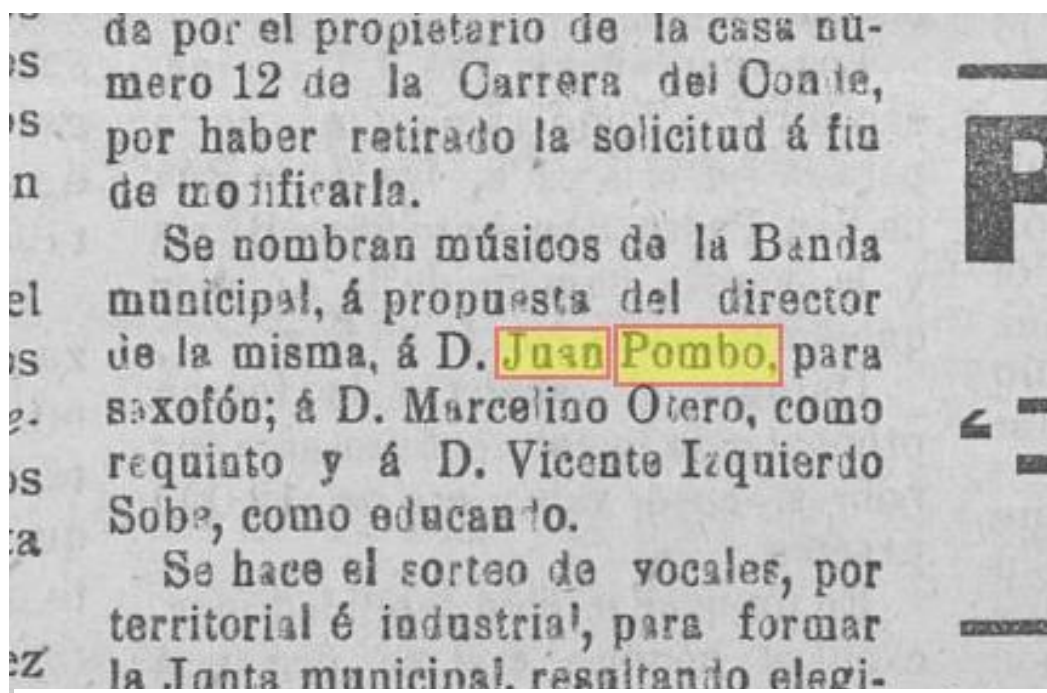 da por el propietario de la casa nú-
mero 12 de la Carrera del Conde,
por haber retirado la solicitud á fin
de modificarla.
Se nombran músicos de la Banda
municipal, á propuesta del director
de la misma, á D. Juan Pombo, para
saxofón; á D. Marcelino Otero, como
requinto y á D. Vicente Izquierdo
Sobe, como educando.
Se hace el sorteo de vocales, por
territorial é industrial, para formar
la Junta municipal, resultando elegi-